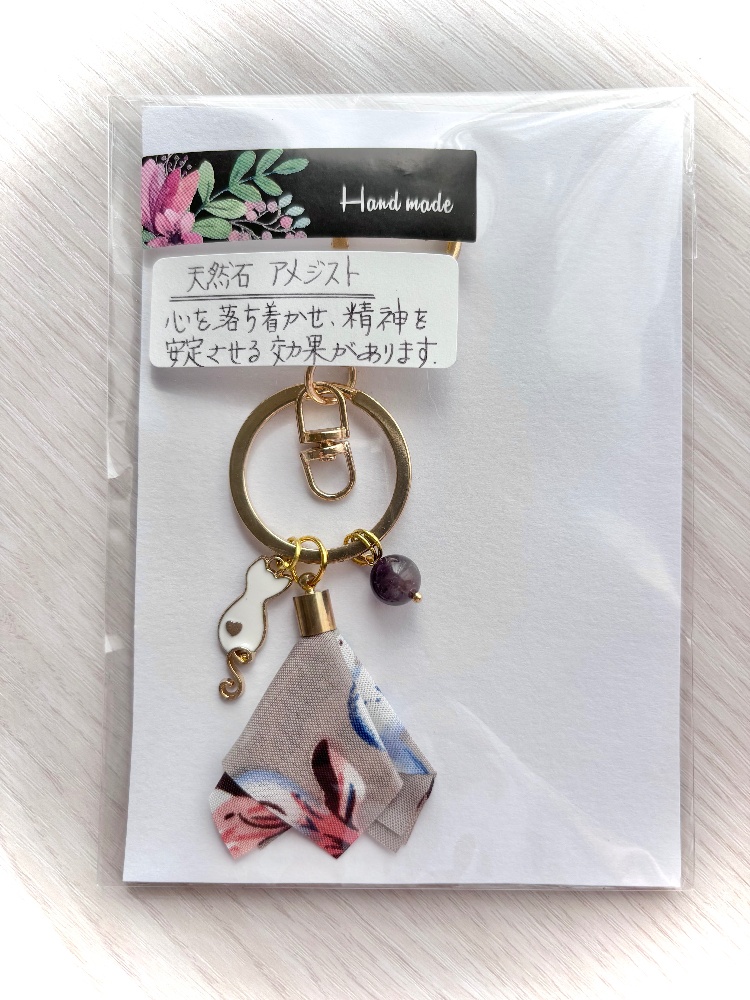 Hand made
天然石 アメジスト
心を落ち着かせ、精神を
安定させる効果があります.